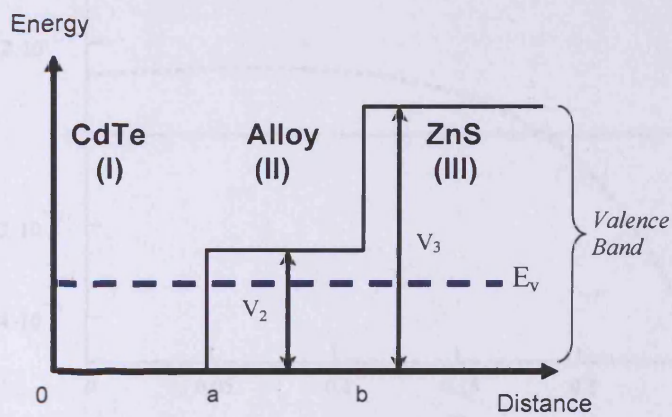 Energy
CdTe
(I)
Alloy
(II)
ZnS
(III)
V3
Valence
Band
Ev
V2
0
a
b
Distance